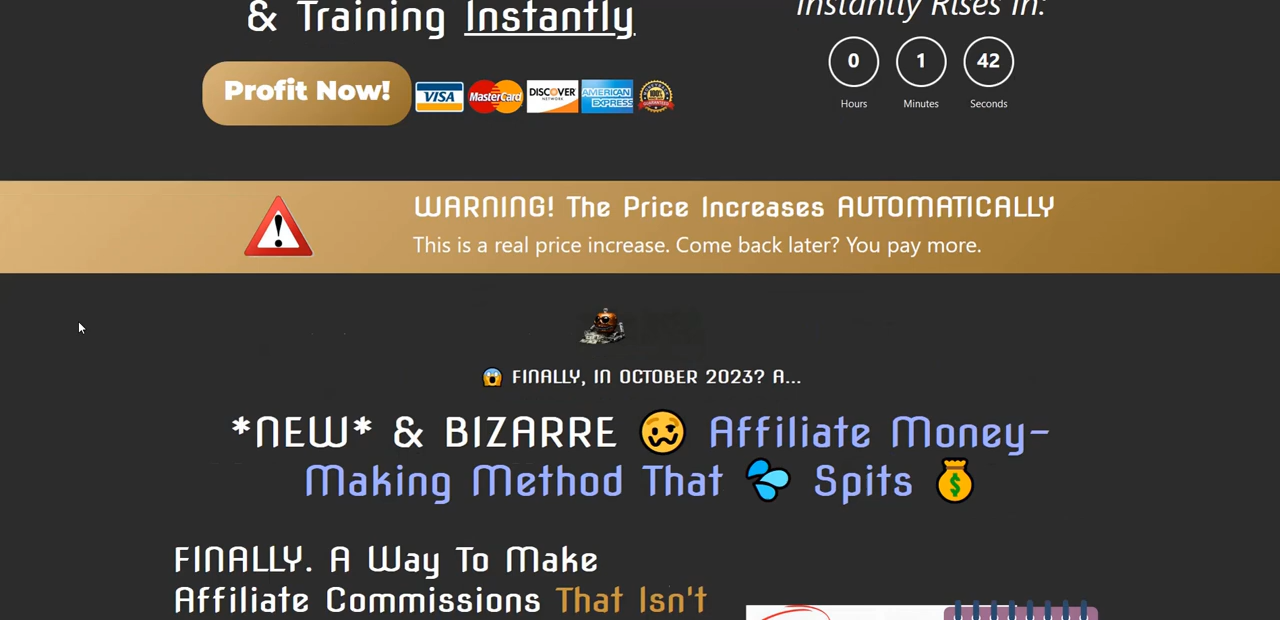 & Training Instantly
Instantly Rises In:
Profit Now!
VISA
MasterCard
DISCOVER
NETWORK
AMERICAN
EXPRESS
0
1
42
Hours
Minutes
Seconds
WARNING! The Price Increases AUTOMATICALLY
This is a real price increase. Come back later? You pay more.
😱 FINALLY, IN OCTOBER 2023? A...
*NEW* & BIZARRE 🥴 Affiliate Money-
Making Method That 💦 Spits 💰
FINALLY. A Way To Make
Affiliate Commissions That Isn't